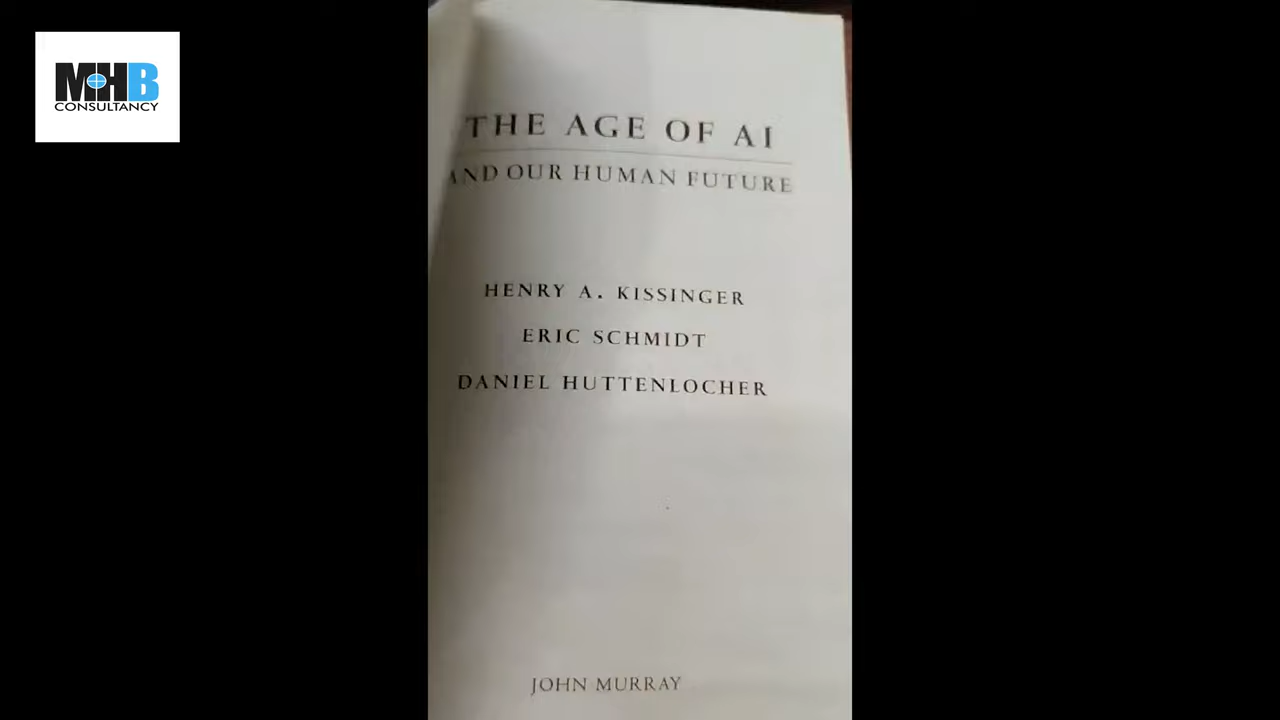 MHB
CONSULTANCY
THE AGE OF AI
AND OUR HUMAN FUTURE
HENRY A. KISSINGER
ERIC SCHMIDT
DANIEL HUTTENLOCHER
JOHN MURRAY